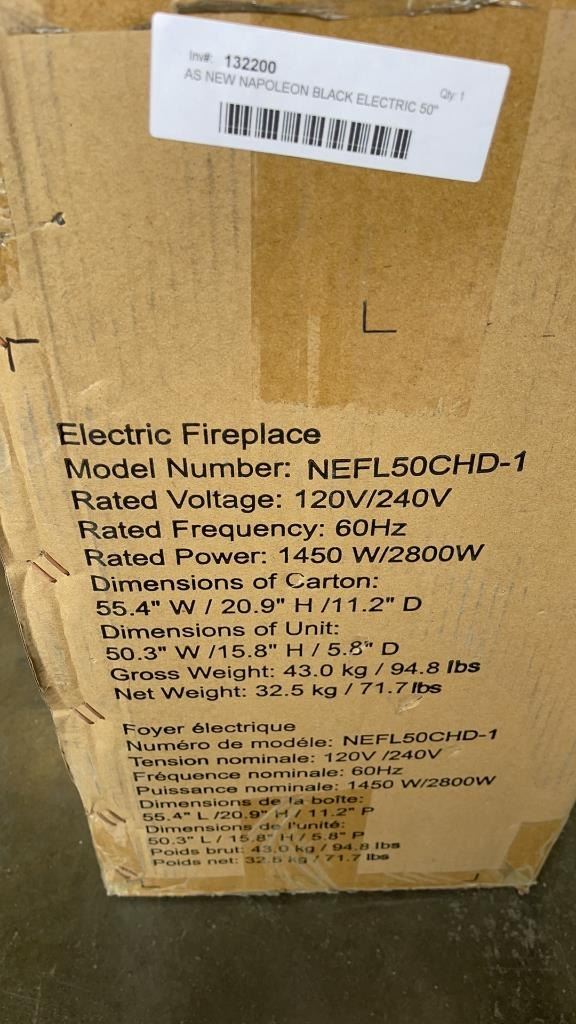 Inv#: 132200
AS NEW NAPOLEON BLACK ELECTRIC 50"
Qty: 1
Electric Fireplace
Model Number: NEFL50CHD-1
Rated Voltage: 120V/240V
Rated Frequency: 60Hz
Rated Power: 1450 W/2800W
Dimensions of Carton:
55.4" W / 20.9" H /11.2" D
Dimensions of Unit:
50.3" W /15.8" H / 5.8" D
Gross Weight: 43.0 kg / 94.8 lbs
Net Weight: 32.5 kg / 71.7 lbs
Foyer électrique
Numéro de modéle: NEFL50CHD-1
Tension nominale: 120V /240V
Fréquence nominale: 60Hz
Puissance nominale: 1450 W/2800W
Dimensions de la boîte:
55.4" L /20.9" H / 11.2" P
Dimensions de l'unité:
50.3" L / 15.8" H / 5.8" P
Poids brut: 43.0 kg / 94.8 lbs
Poids net: 32.5 kg / 71.7 lbs